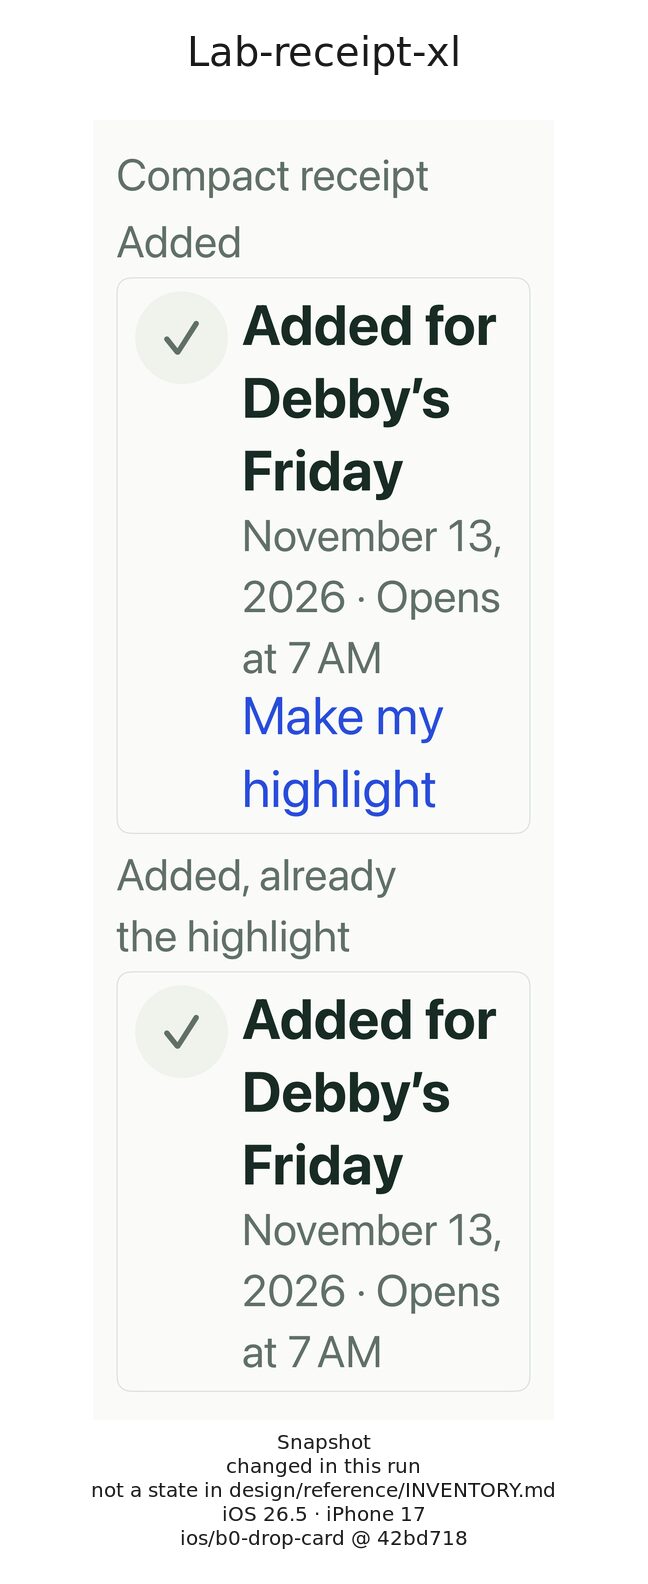 Lab-receipt-xl
Compact receipt
Added
Added for
Debby’s
Friday
November 13,
2026 · Opens
at 7 AM
Make my
highlight
Added, already
the highlight
Added for
Debby’s
Friday
November 13,
2026 · Opens
at 7 AM
Snapshot
changed in this run
not a state in design/reference/INVENTORY.md
iOS 26.5 · iPhone 17
ios/b0-drop-card @ 42bd718